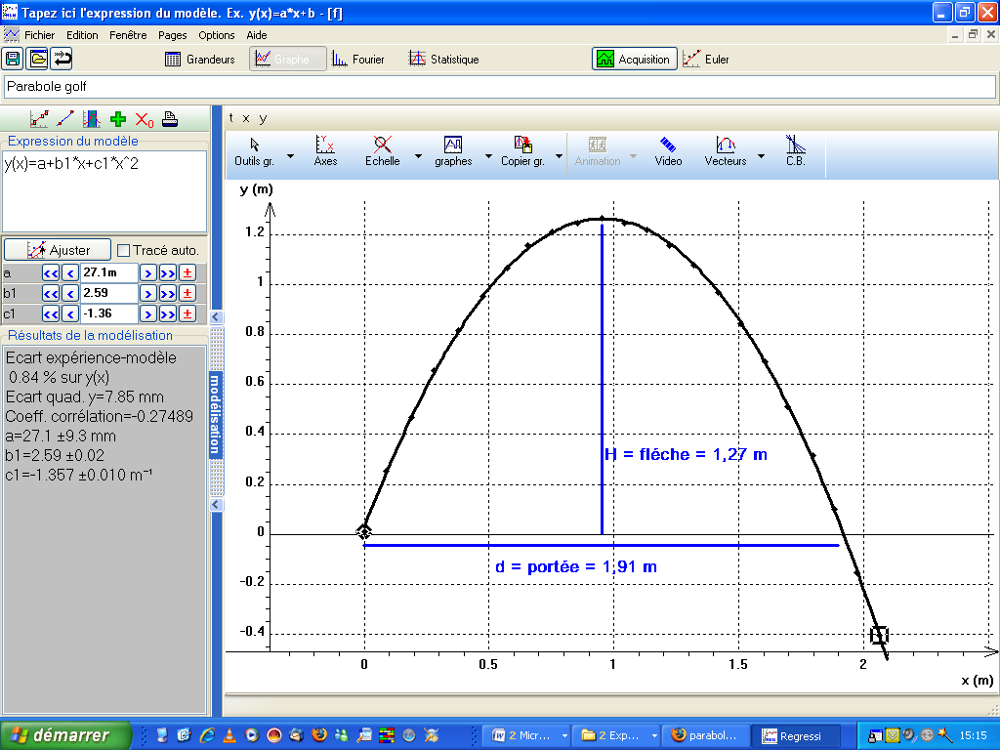 Tapez ici l'expression du modèle. Ex. y(x)=a*x+b - [f]
Fichier Edition Fenêtre Pages Options Aide
Grandeurs Graphe Fourier Statistique Acquisition Euler
Parabole golf
t x y
Expression du modèle
y(x)=a+b1*x+c1*x^2
Outils gr. Axes Echelle graphes Copier gr. Animation Video Vecteurs C.B.
Ajuster Tracé auto.
a << < 27.1m > >> ±
b1 << < 2.59 > >> ±
c1 << < -1.36 > >> ±
Résultats de la modélisation
Ecart expérience-modèle
0.84 % sur y(x)
Ecart quad. y=7.85 mm
Coeff. corrélation=-0.27489
a=27.1 ±9.3 mm
b1=2.59 ±0.02
c1=-1.357 ±0.010 m⁻¹
modélisation
y (m)
1.2
1
0.8
0.6
0.4
0.2
0
-0.2
-0.4
H = fléche = 1,27 m
d = portée = 1,91 m
0 0.5 1 1.5 2
x (m)
démarrer 2 Micr... 2 Exp... parabol... Regressi 15:15